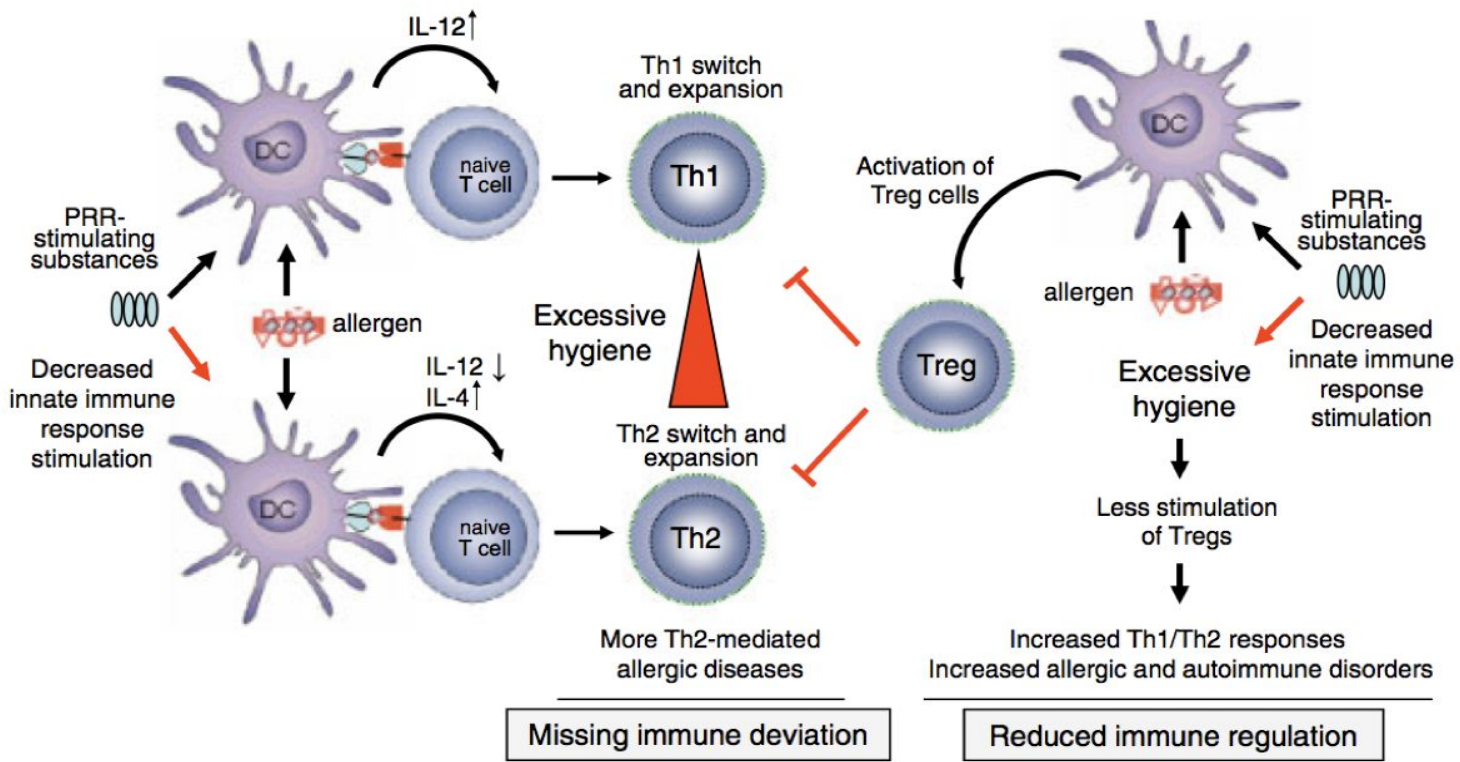 IL-12↑
DC
naive
T cell
Th1 switch
and expansion
Th1
PRR-
stimulating
substances
allergen
Decreased
innate immune
response
stimulation
IL-12 ↓
IL-4↑
DC
naive
T cell
Excessive
hygiene
Th2 switch and
expansion
Th2
More Th2-mediated
allergic diseases
Missing immune deviation
DC
Activation of
Treg cells
Treg
PRR-
stimulating
substances
allergen
Decreased
innate immune
response
stimulation
Excessive
hygiene
Less stimulation
of Tregs
Increased Th1/Th2 responses
Increased allergic and autoimmune disorders
Reduced immune regulation